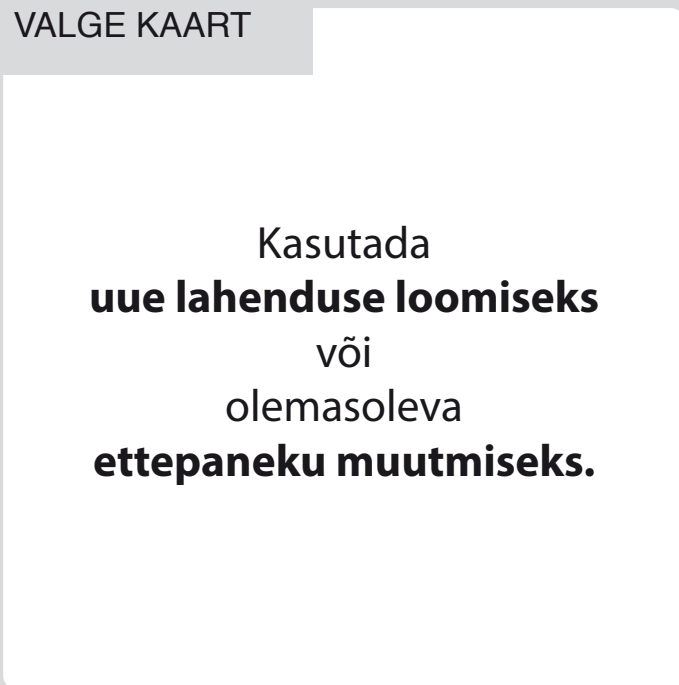 VALGE KAART
Kasutada
uue lahenduse loomiseks
või
olemasoleva
ettepaneku muutmiseks.